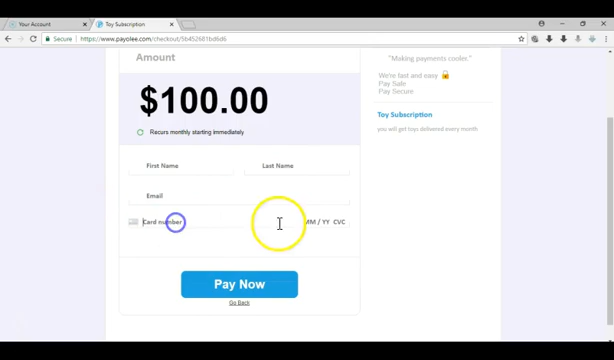 Your Account
Toy Subscription
Secure
https://www.payolee.com/checkout/5b452681bd6d6
Amount
$100.00
Recurs monthly starting immediately
First Name
Last Name
Email
Card number
MM / YY CVC
Pay Now
Go Back
"Making payments cooler."
We're fast and easy
Pay Safe
Pay Secure
Toy Subscription
you will get toys delivered every month